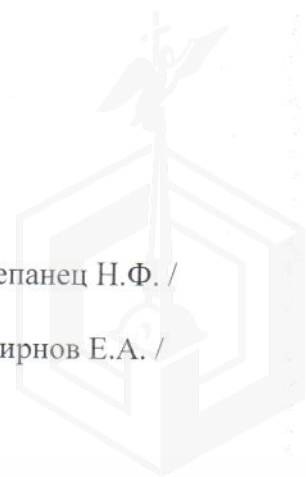 епанец Н.Ф. /
ирнов Е.А. /